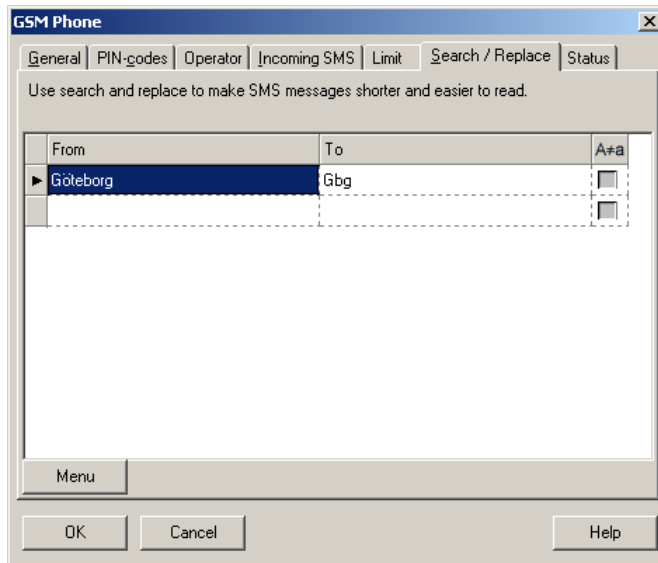 GSM Phone
General PIN-codes Operator Incoming SMS Limit Search / Replace Status
Use search and replace to make SMS messages shorter and easier to read.
From To A≠a
Göteborg Gbg
Menu
OK Cancel Help